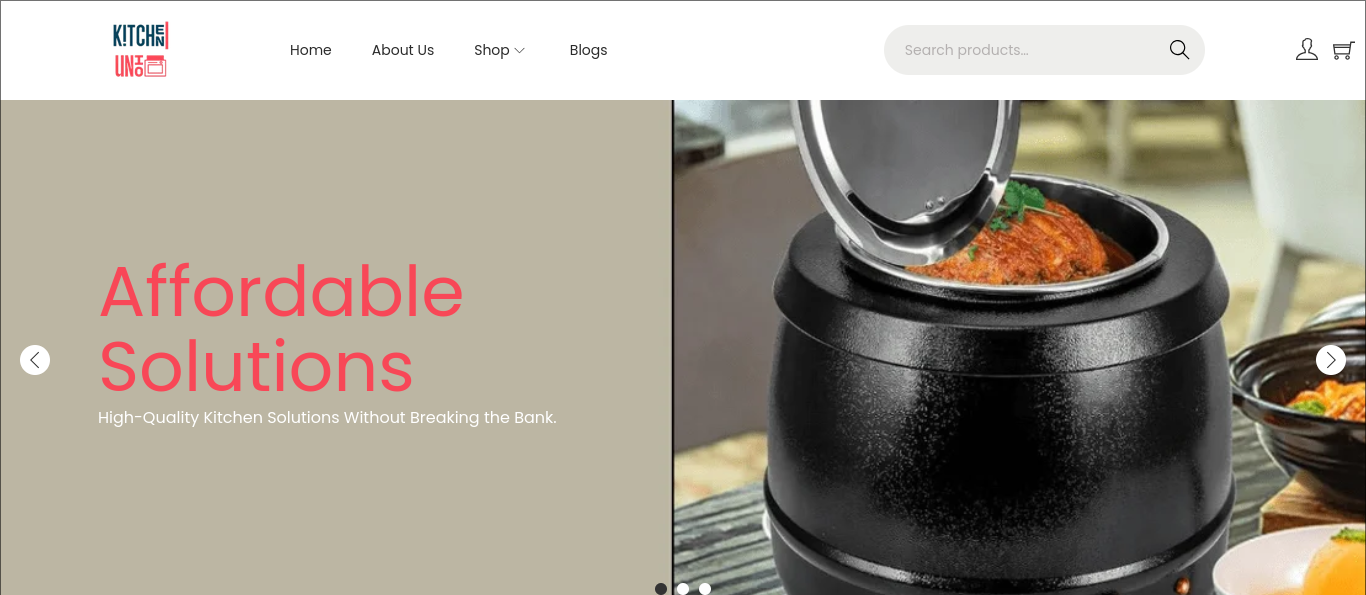 KITCHEN
UNO
Home About Us Shop Blogs
Search products...
Affordable
Solutions
High-Quality Kitchen Solutions Without Breaking the Bank.